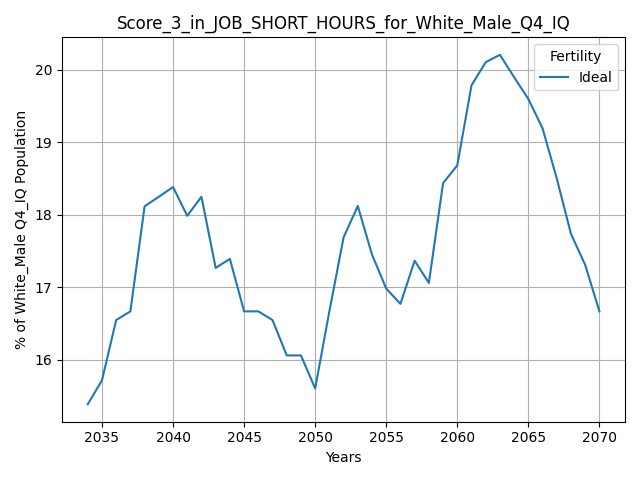 Score_3_in_JOB_SHORT_HOURS_for_White_Male_Q4_IQ
Fertility
Ideal
% of White_Male Q4_IQ Population
20
19
18
17
16
2035 2040 2045 2050 2055 2060 2065 2070
Years